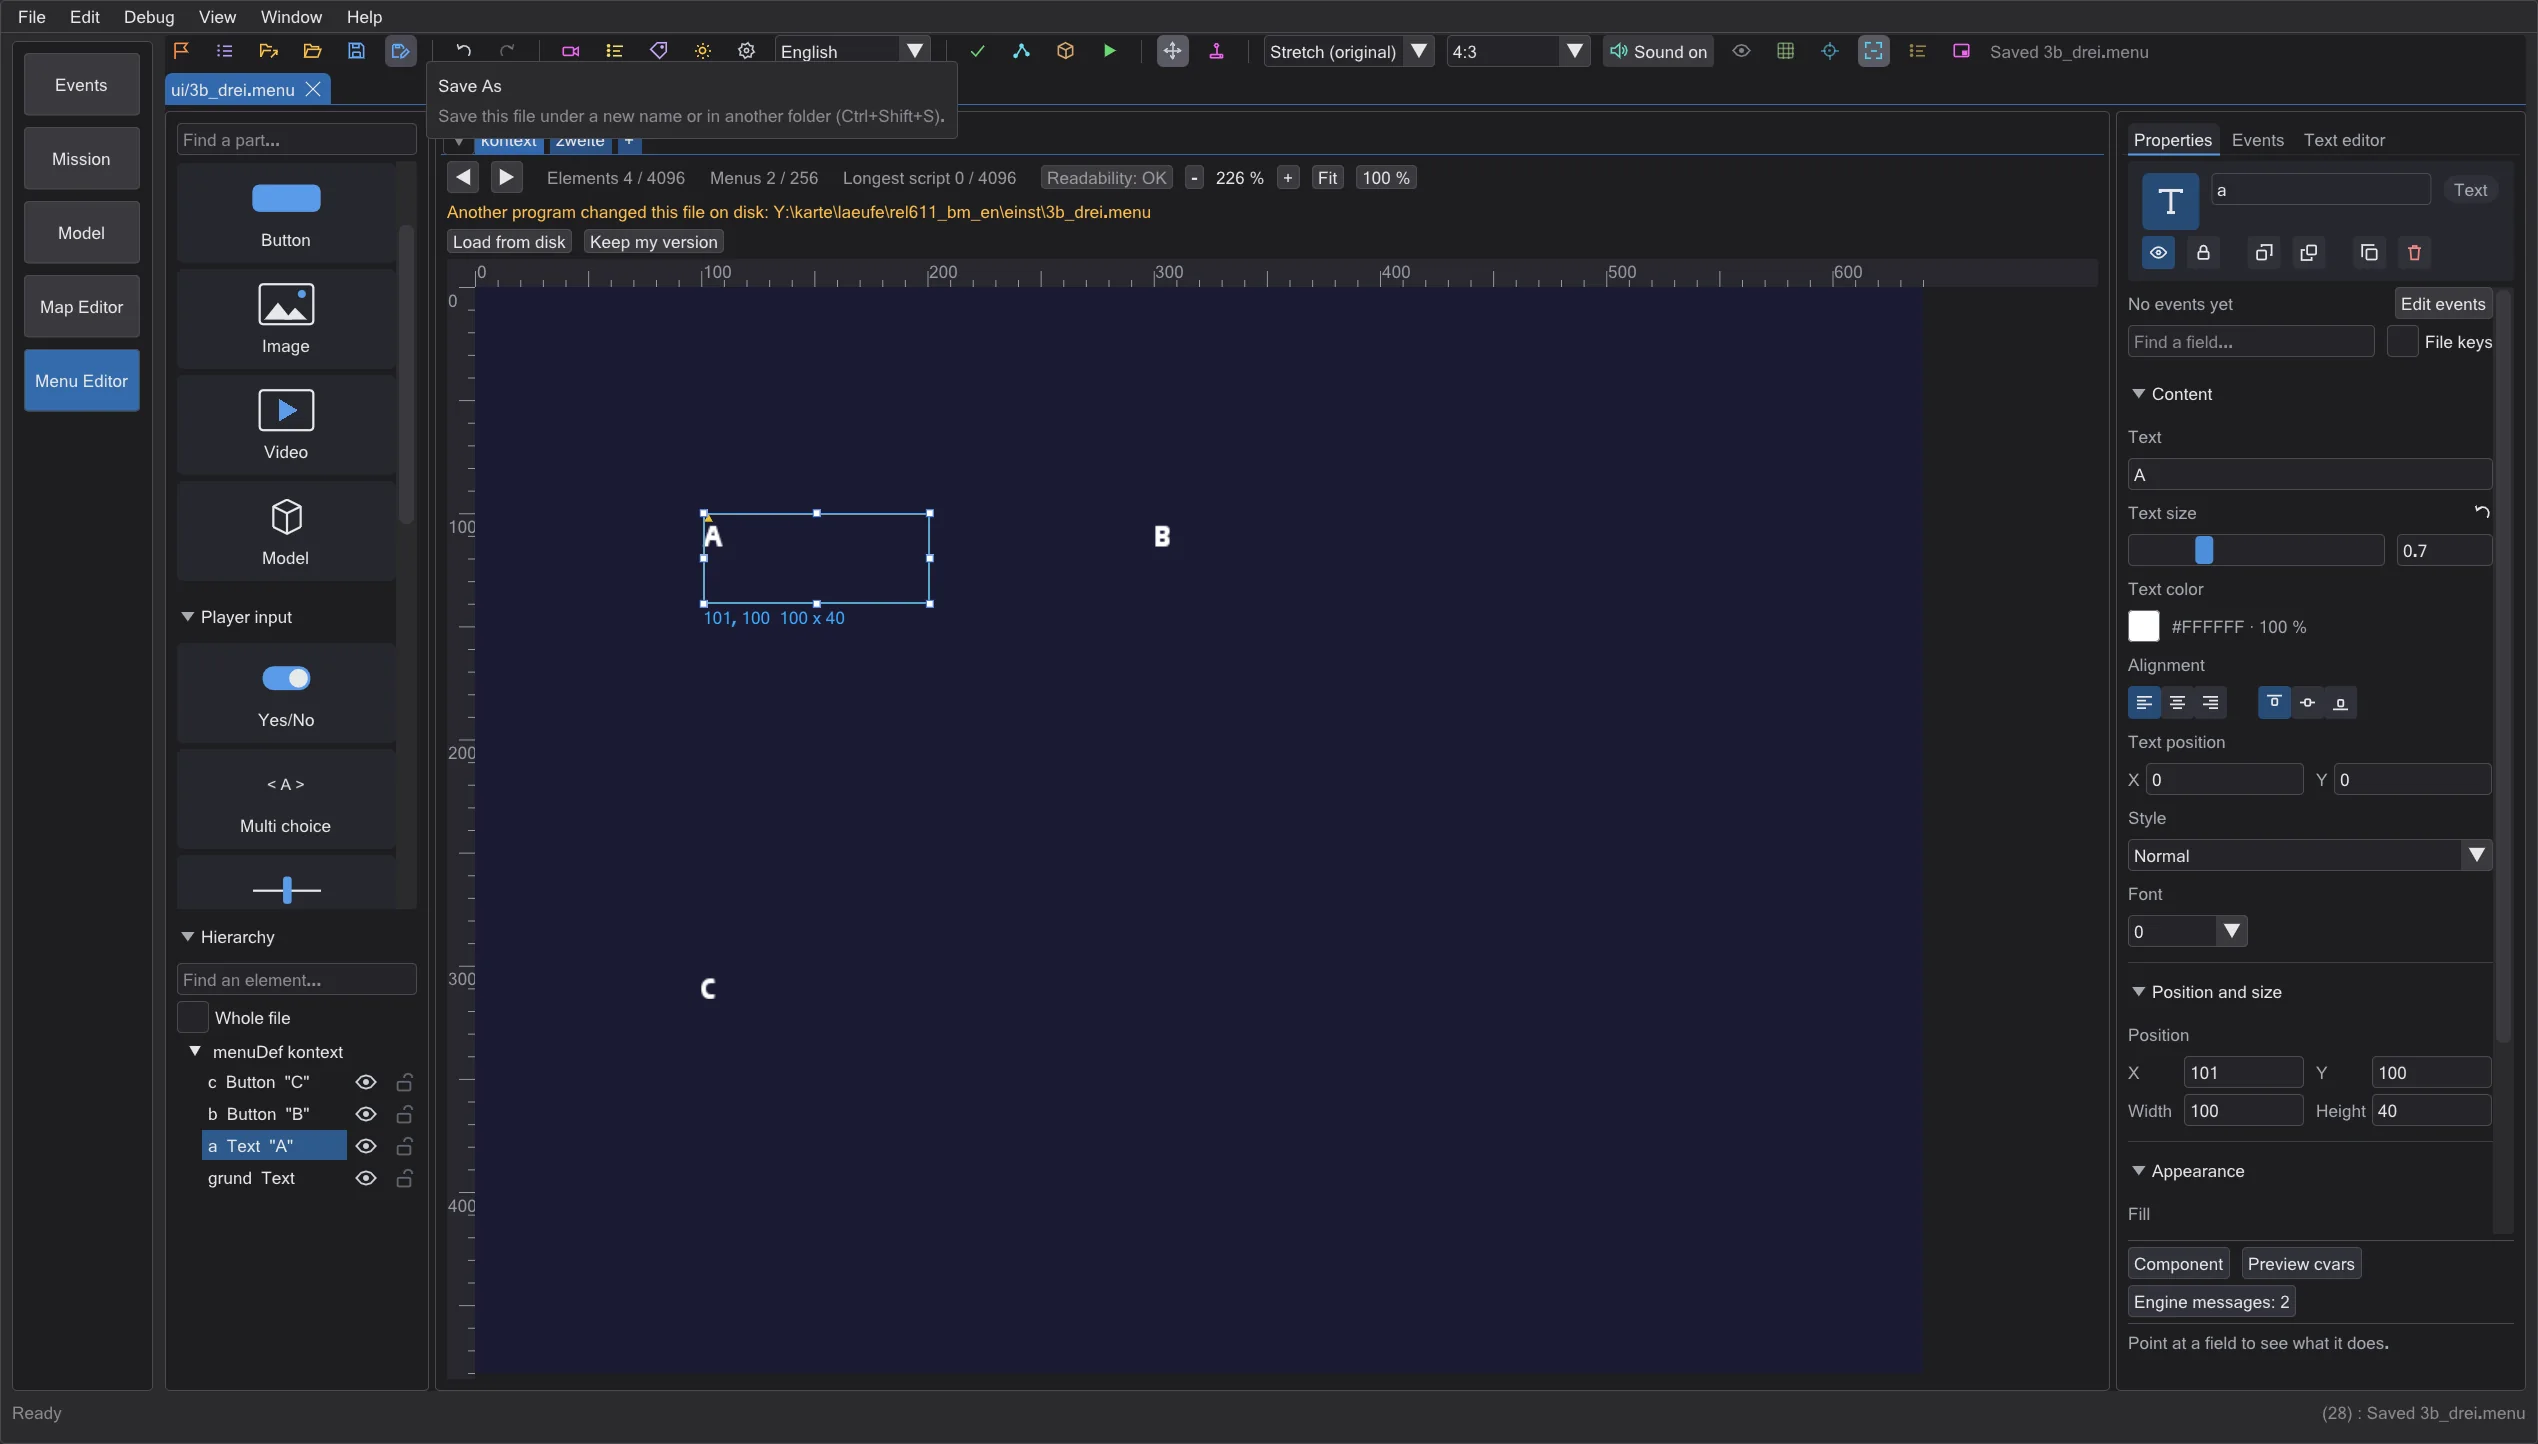 File Edit Debug View Window Help
English
Stretch (original)
4:3
Sound on
Saved 3b_drei.menu
Events
Mission
Model
Map Editor
Menu Editor
ui/3b_drei.menu
Save As
Save this file under a new name or in another folder (Ctrl+Shift+S).
Find a part...
Button
Image
Video
Model
Player input
Yes/No
< A >
Multi choice
Hierarchy
Find an element...
Whole file
menuDef kontext
c Button "C"
b Button "B"
a Text "A"
grund Text
kontext zweite +
Elements 4 / 4096 Menus 2 / 256 Longest script 0 / 4096 Readability: OK - 226 % + Fit 100 %
Another program changed this file on disk: Y:\karte\laeufe\rel611_bm_en\einst\3b_drei.menu
Load from disk Keep my version
0 100 200 300 400 500 600
0
100
200
300
400
A
B
101, 100 100 x 40
C
Properties Events Text editor
T
a
Text
No events yet
Edit events
Find a field...
File keys
Content
Text
A
Text size
0.7
Text color
#FFFFFF · 100 %
Alignment
Text position
X 0 Y 0
Style
Normal
Font
0
Position and size
Position
X 101 Y 100
Width 100 Height 40
Appearance
Fill
Component Preview cvars
Engine messages: 2
Point at a field to see what it does.
Ready
(28) : Saved 3b_drei.menu